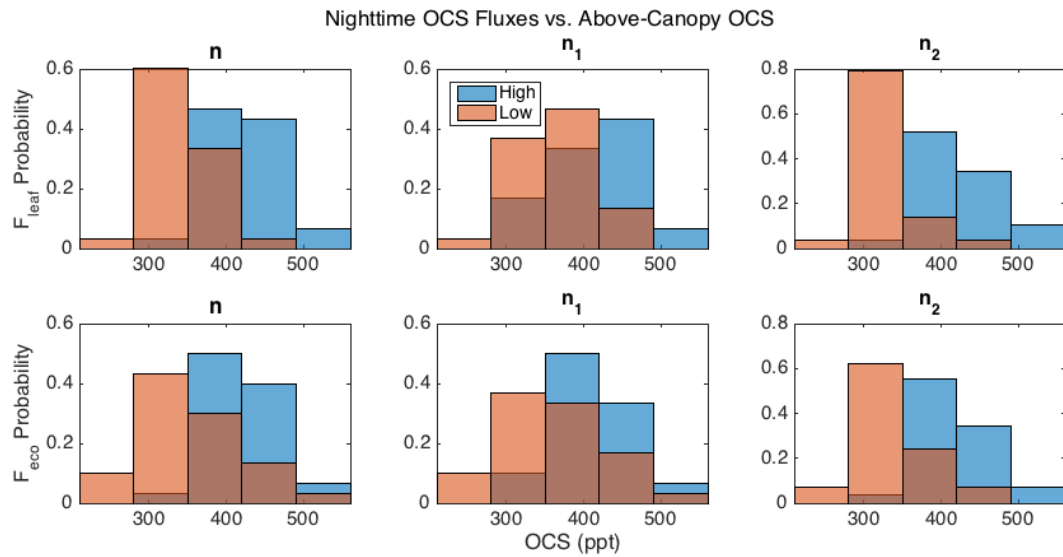 Nighttime OCS Fluxes vs. Above-Canopy OCS
n n₁ n₂
F_leaf Probability
0.6 0.4 0.2 0
300 400 500
0.6 0.4 0.2 0
High
Low
300 400 500
0.8 0.6 0.4 0.2 0
300 400 500
n n₁ n₂
F_eco Probability
0.6 0.4 0.2 0
300 400 500
0.6 0.4 0.2 0
300 400 500
0.8 0.6 0.4 0.2 0
300 400 500
OCS (ppt)